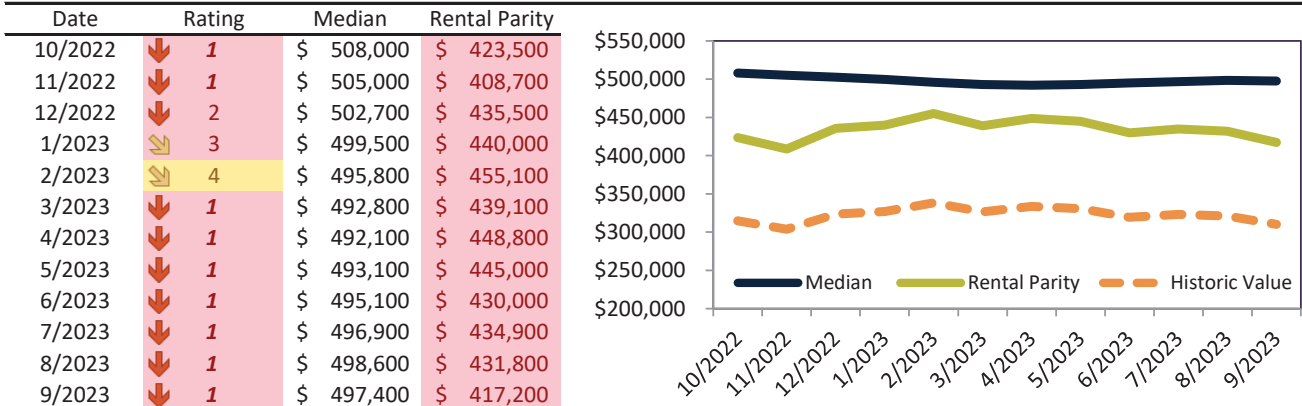 Date Rating Median Rental Parity
10/2022 1 $ 508,000 $ 423,500
11/2022 1 $ 505,000 $ 408,700
12/2022 2 $ 502,700 $ 435,500
1/2023 3 $ 499,500 $ 440,000
2/2023 4 $ 495,800 $ 455,100
3/2023 1 $ 492,800 $ 439,100
4/2023 1 $ 492,100 $ 448,800
5/2023 1 $ 493,100 $ 445,000
6/2023 1 $ 495,100 $ 430,000
7/2023 1 $ 496,900 $ 434,900
8/2023 1 $ 498,600 $ 431,800
9/2023 1 $ 497,400 $ 417,200
$550,000
$500,000
$450,000
$400,000
$350,000
$300,000
$250,000
$200,000
Median Rental Parity Historic Value
10/2022 11/2022 12/2022 1/2023 2/2023 3/2023 4/2023 5/2023 6/2023 7/2023 8/2023 9/2023